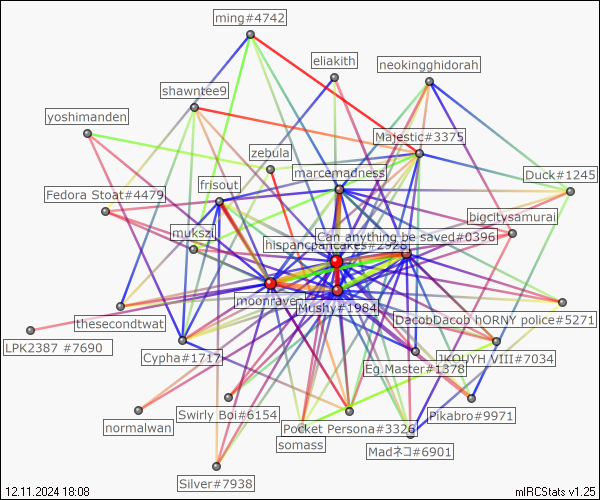 ming#4742
eliakith
neokingghidorah
shawntee9
yoshimanden
Majestic#3375
zebula
marcemadness
Duck#1245
frisout
Fedora Stoat#4479
bigcitysamurai
mukszi
Can anything be saved#0396
hispancpancakes#2928
moonraven
Mushy#1984
thesecondtwat
DacobDacob hORNY police#5271
LPK2387 #7690
Cypha#1717
JKOUYH VIII#7034
Eg.Master#1378
Swirly Boi#6154
Pikabro#9971
normalwan
Pocket Persona#3326
somass
Madネコ#6901
Silver#7938
12.11.2024 18:08
mIRCStats v1.25